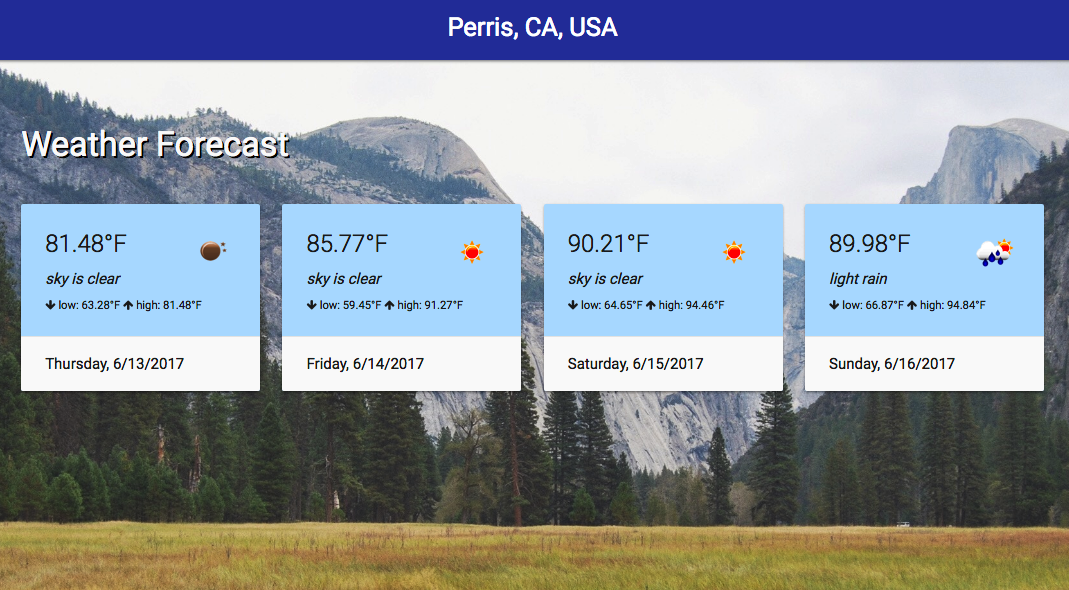 Perris, CA, USA
Weather Forecast
81.48°F
sky is clear
low: 63.28°F high: 81.48°F
Thursday, 6/13/2017
85.77°F
sky is clear
low: 59.45°F high: 91.27°F
Friday, 6/14/2017
90.21°F
sky is clear
low: 64.65°F high: 94.46°F
Saturday, 6/15/2017
89.98°F
light rain
low: 66.87°F high: 94.84°F
Sunday, 6/16/2017